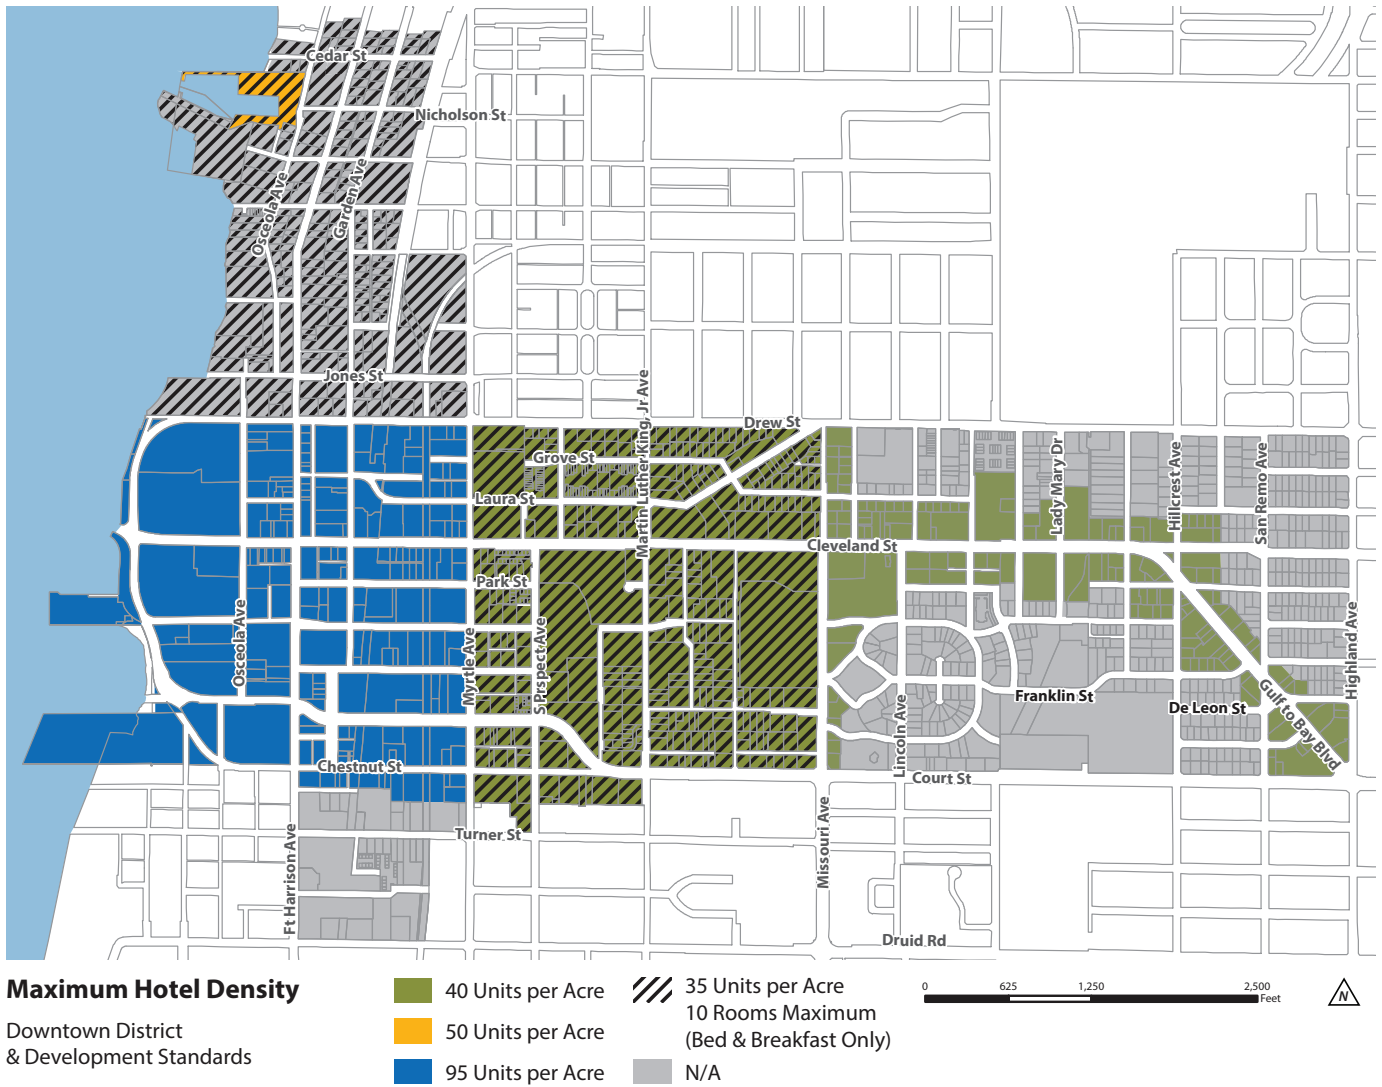 Cedar St
Nicholson St
Osceola Ave
Garden Ave
Jones St
Martin Luther King, Jr Ave
Drew St
Grove St
Laura St
Lady Mary Dr
Hillcrest Ave
San Remo Ave
Cleveland St
Park St
Osceola Ave
Myrtle Ave
S Prspect Ave
Highland Ave
Franklin St
De Leon St
Gulf to Bay Blvd
Lincoln Ave
Chestnut St
Court St
Turner St
Missouri Ave
Ft Harrison Ave
Druid Rd
Maximum Hotel Density
Downtown District
& Development Standards
40 Units per Acre
50 Units per Acre
95 Units per Acre
35 Units per Acre
10 Rooms Maximum
(Bed & Breakfast Only)
N/A
0 625 1,250 2,500
Feet
N